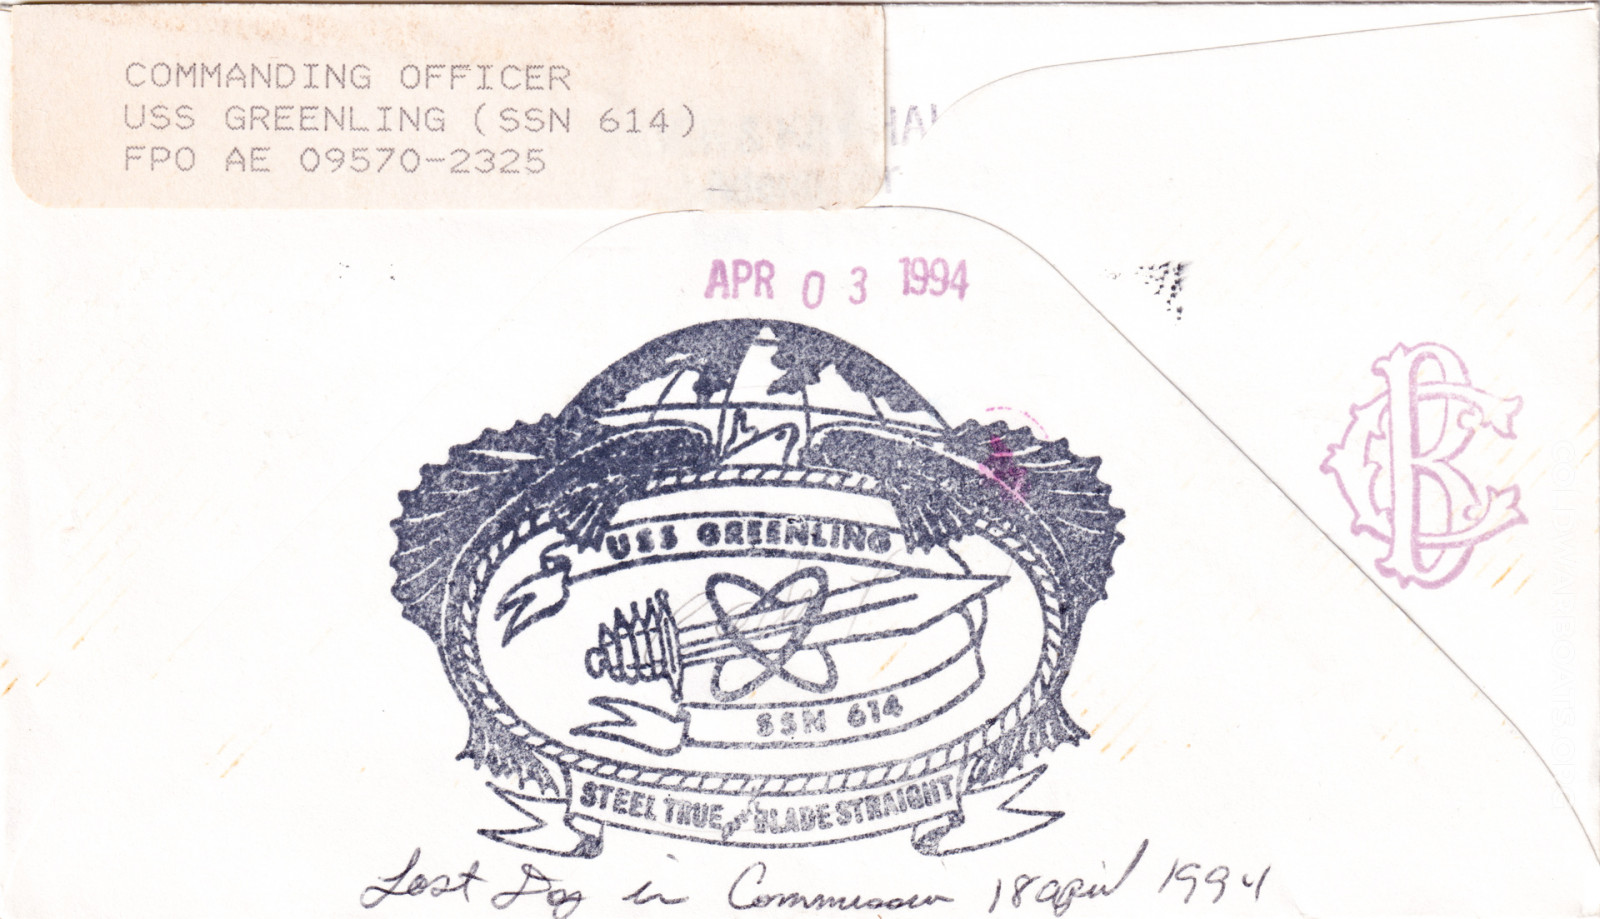 COMMANDING OFFICER
USS GREENLING (SSN 614)
FPO AE 09570-2325
APR 03 1994
USS GREENLING
SSN 614
STEEL TRUE and BLADE STRAIGHT
Last Day in Commission 18 april 1994